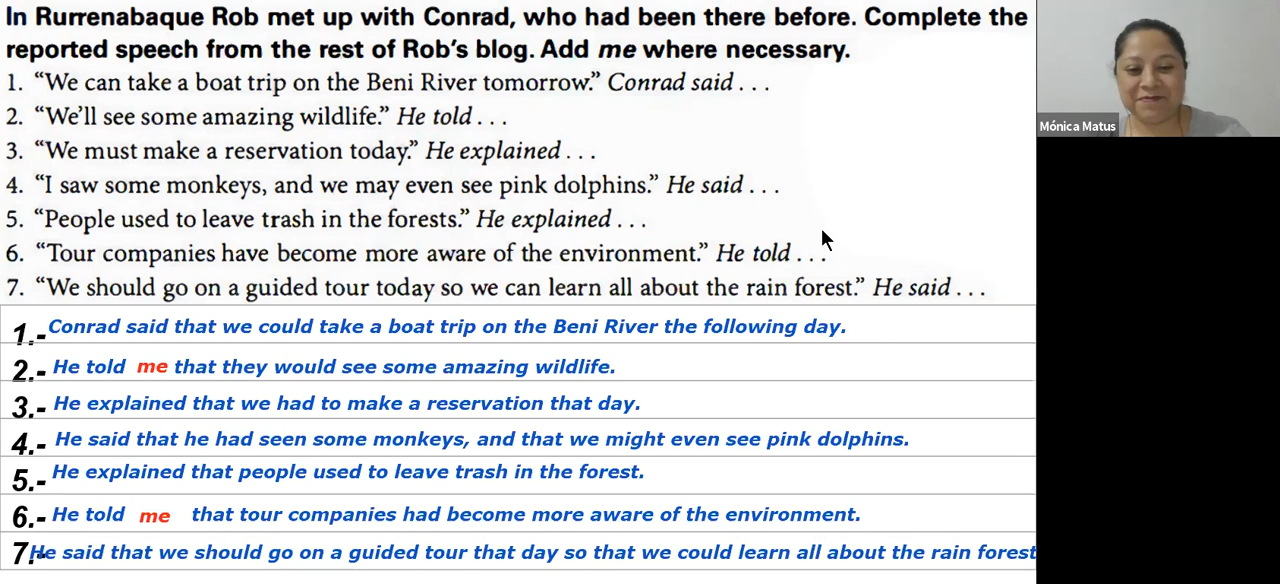 In Rurrenabaque Rob met up with Conrad, who had been there before. Complete the
reported speech from the rest of Rob's blog. Add me where necessary.
1. “We can take a boat trip on the Beni River tomorrow.” Conrad said . . .
2. “We'll see some amazing wildlife.” He told . . .
3. “We must make a reservation today.” He explained . . .
4. “I saw some monkeys, and we may even see pink dolphins.” He said . . .
5. “People used to leave trash in the forests.” He explained . . .
6. “Tour companies have become more aware of the environment.” He told . . .
7. “We should go on a guided tour today so we can learn all about the rain forest.” He said . . .
1.- Conrad said that we could take a boat trip on the Beni River the following day.
2.- He told me that they would see some amazing wildlife.
3.- He explained that we had to make a reservation that day.
4.- He said that he had seen some monkeys, and that we might even see pink dolphins.
5.- He explained that people used to leave trash in the forest.
6.- He told me that tour companies had become more aware of the environment.
7.- He said that we should go on a guided tour that day so that we could learn all about the rain forest
Mónica Matus